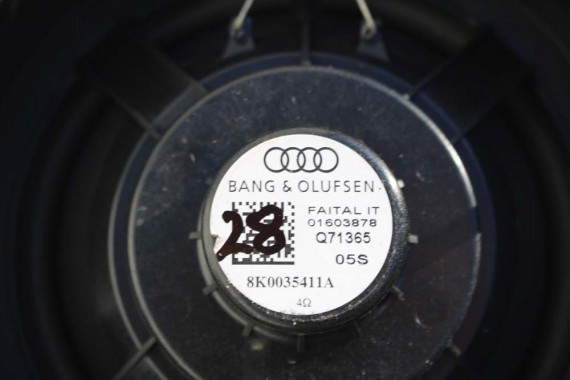 BANG & OLUFSEN
28
FAITAL IT
01603878
Q71365
05S
8K0035411A
4Ω